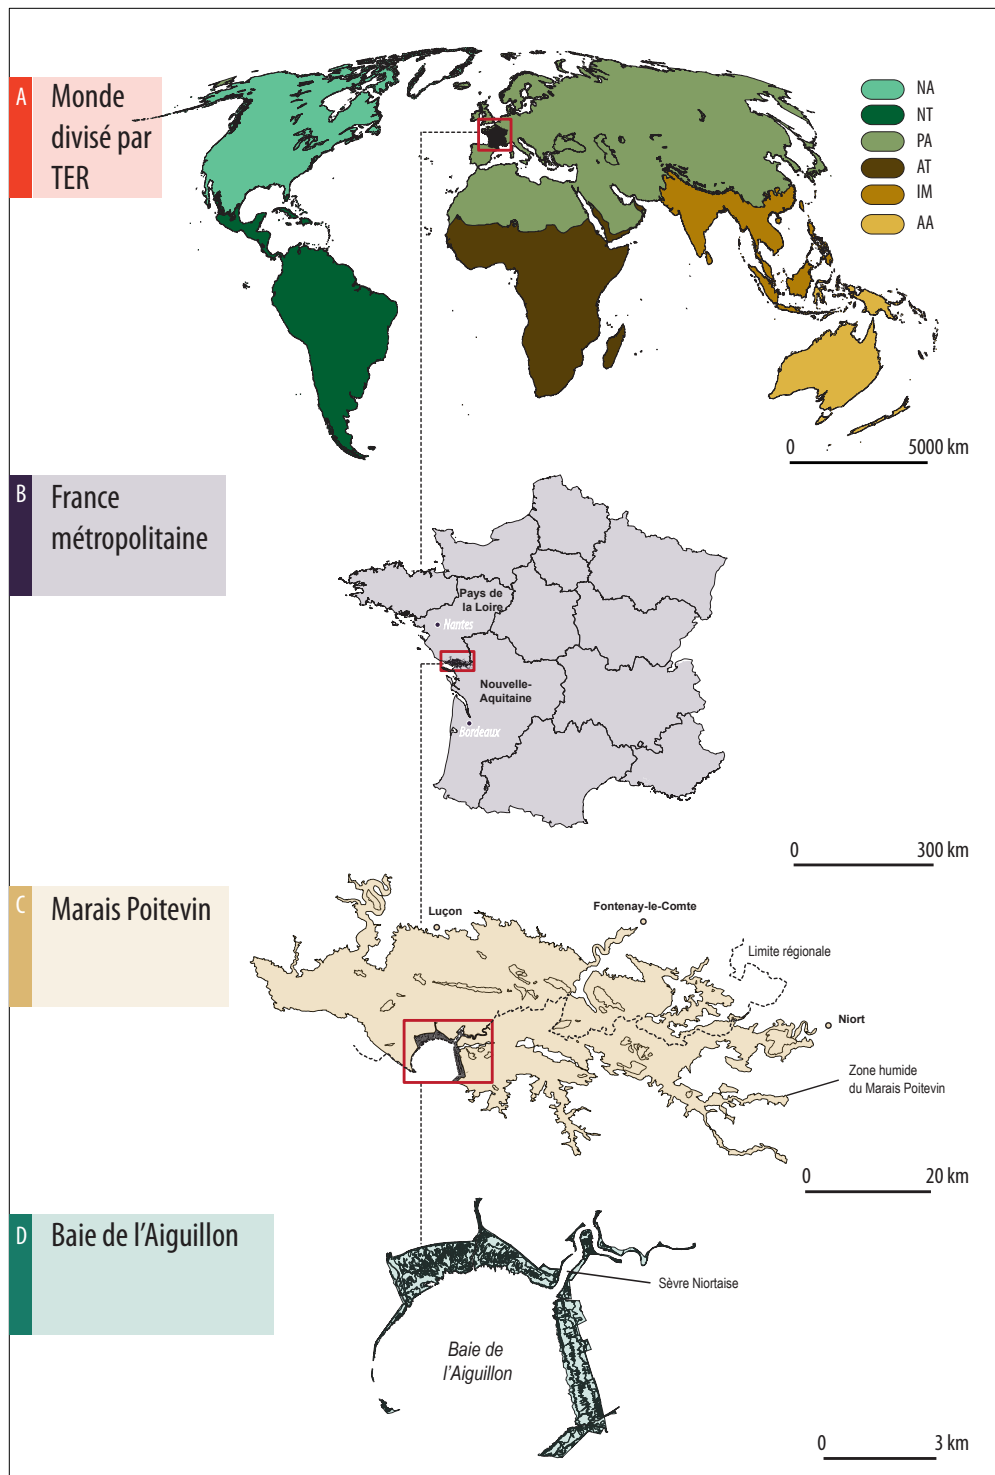 A
Monde
divisé par
TER
NA
NT
PA
AT
IM
AA
0 5000 km
B
France
métropolitaine
Pays de
la Loire
Nantes
Nouvelle-
Aquitaine
Bordeaux
0 300 km
C
Marais Poitevin
Luçon
Fontenay-le-Comte
Limite régionale
Niort
Zone humide
du Marais Poitevin
0 20 km
D
Baie de l'Aiguillon
Sèvre Niortaise
Baie de
l'Aiguillon
0 3 km